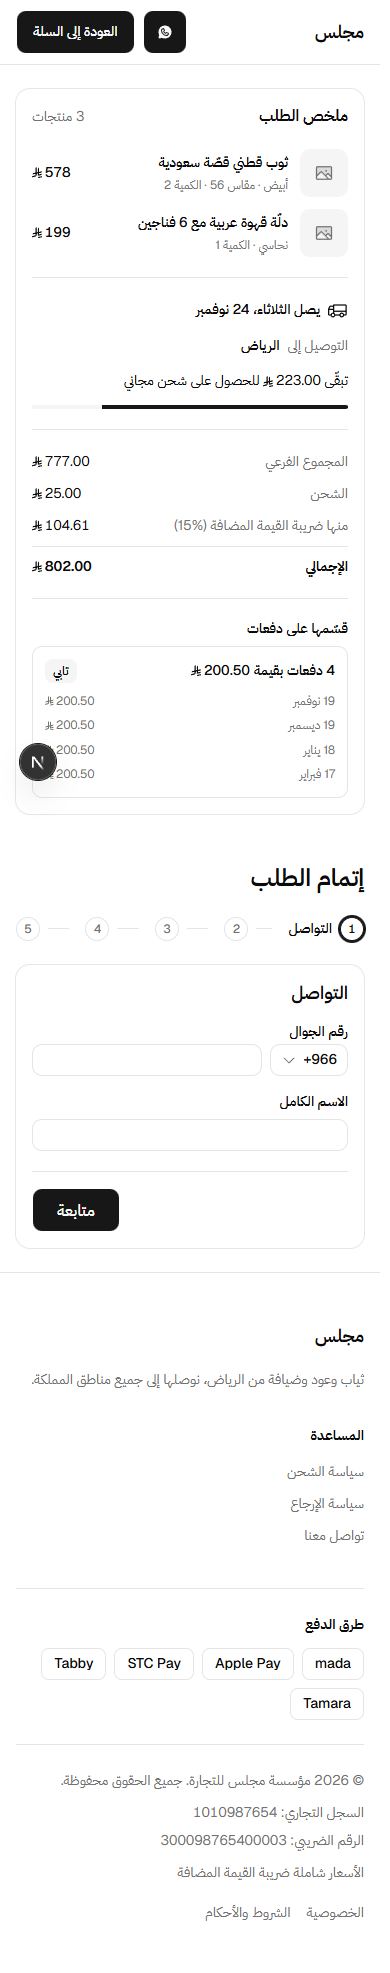 مجلس
العودة إلى السلة
ملخص الطلب
3 منتجات
ثوب قطني قصّة سعودية
أبيض · مقاس 56 · الكمية 2
578
دلّة قهوة عربية مع 6 فناجين
نحاسي · الكمية 1
199
يصل الثلاثاء، 24 نوفمبر
التوصيل إلى الرياض
تبقّى 223.00 للحصول على شحن مجاني
المجموع الفرعي
777.00
الشحن
25.00
منها ضريبة القيمة المضافة (15%)
104.61
الإجمالي
802.00
قسّمها على دفعات
4 دفعات بقيمة 200.50
تابي
19 نوفمبر
200.50
19 ديسمبر
200.50
18 يناير
200.50
17 فبراير
200.50
N
إتمام الطلب
1 التواصل 2 3 4 5
التواصل
رقم الجوال
+966
الاسم الكامل
متابعة
مجلس
ثياب وعود وضيافة من الرياض، نوصلها إلى جميع مناطق المملكة.
المساعدة
سياسة الشحن
سياسة الإرجاع
تواصل معنا
طرق الدفع
mada
Apple Pay
STC Pay
Tabby
Tamara
© 2026 مؤسسة مجلس للتجارة. جميع الحقوق محفوظة.
السجل التجاري: 1010987654
الرقم الضريبي: 300098765400003
الأسعار شاملة ضريبة القيمة المضافة
الخصوصية
الشروط والأحكام